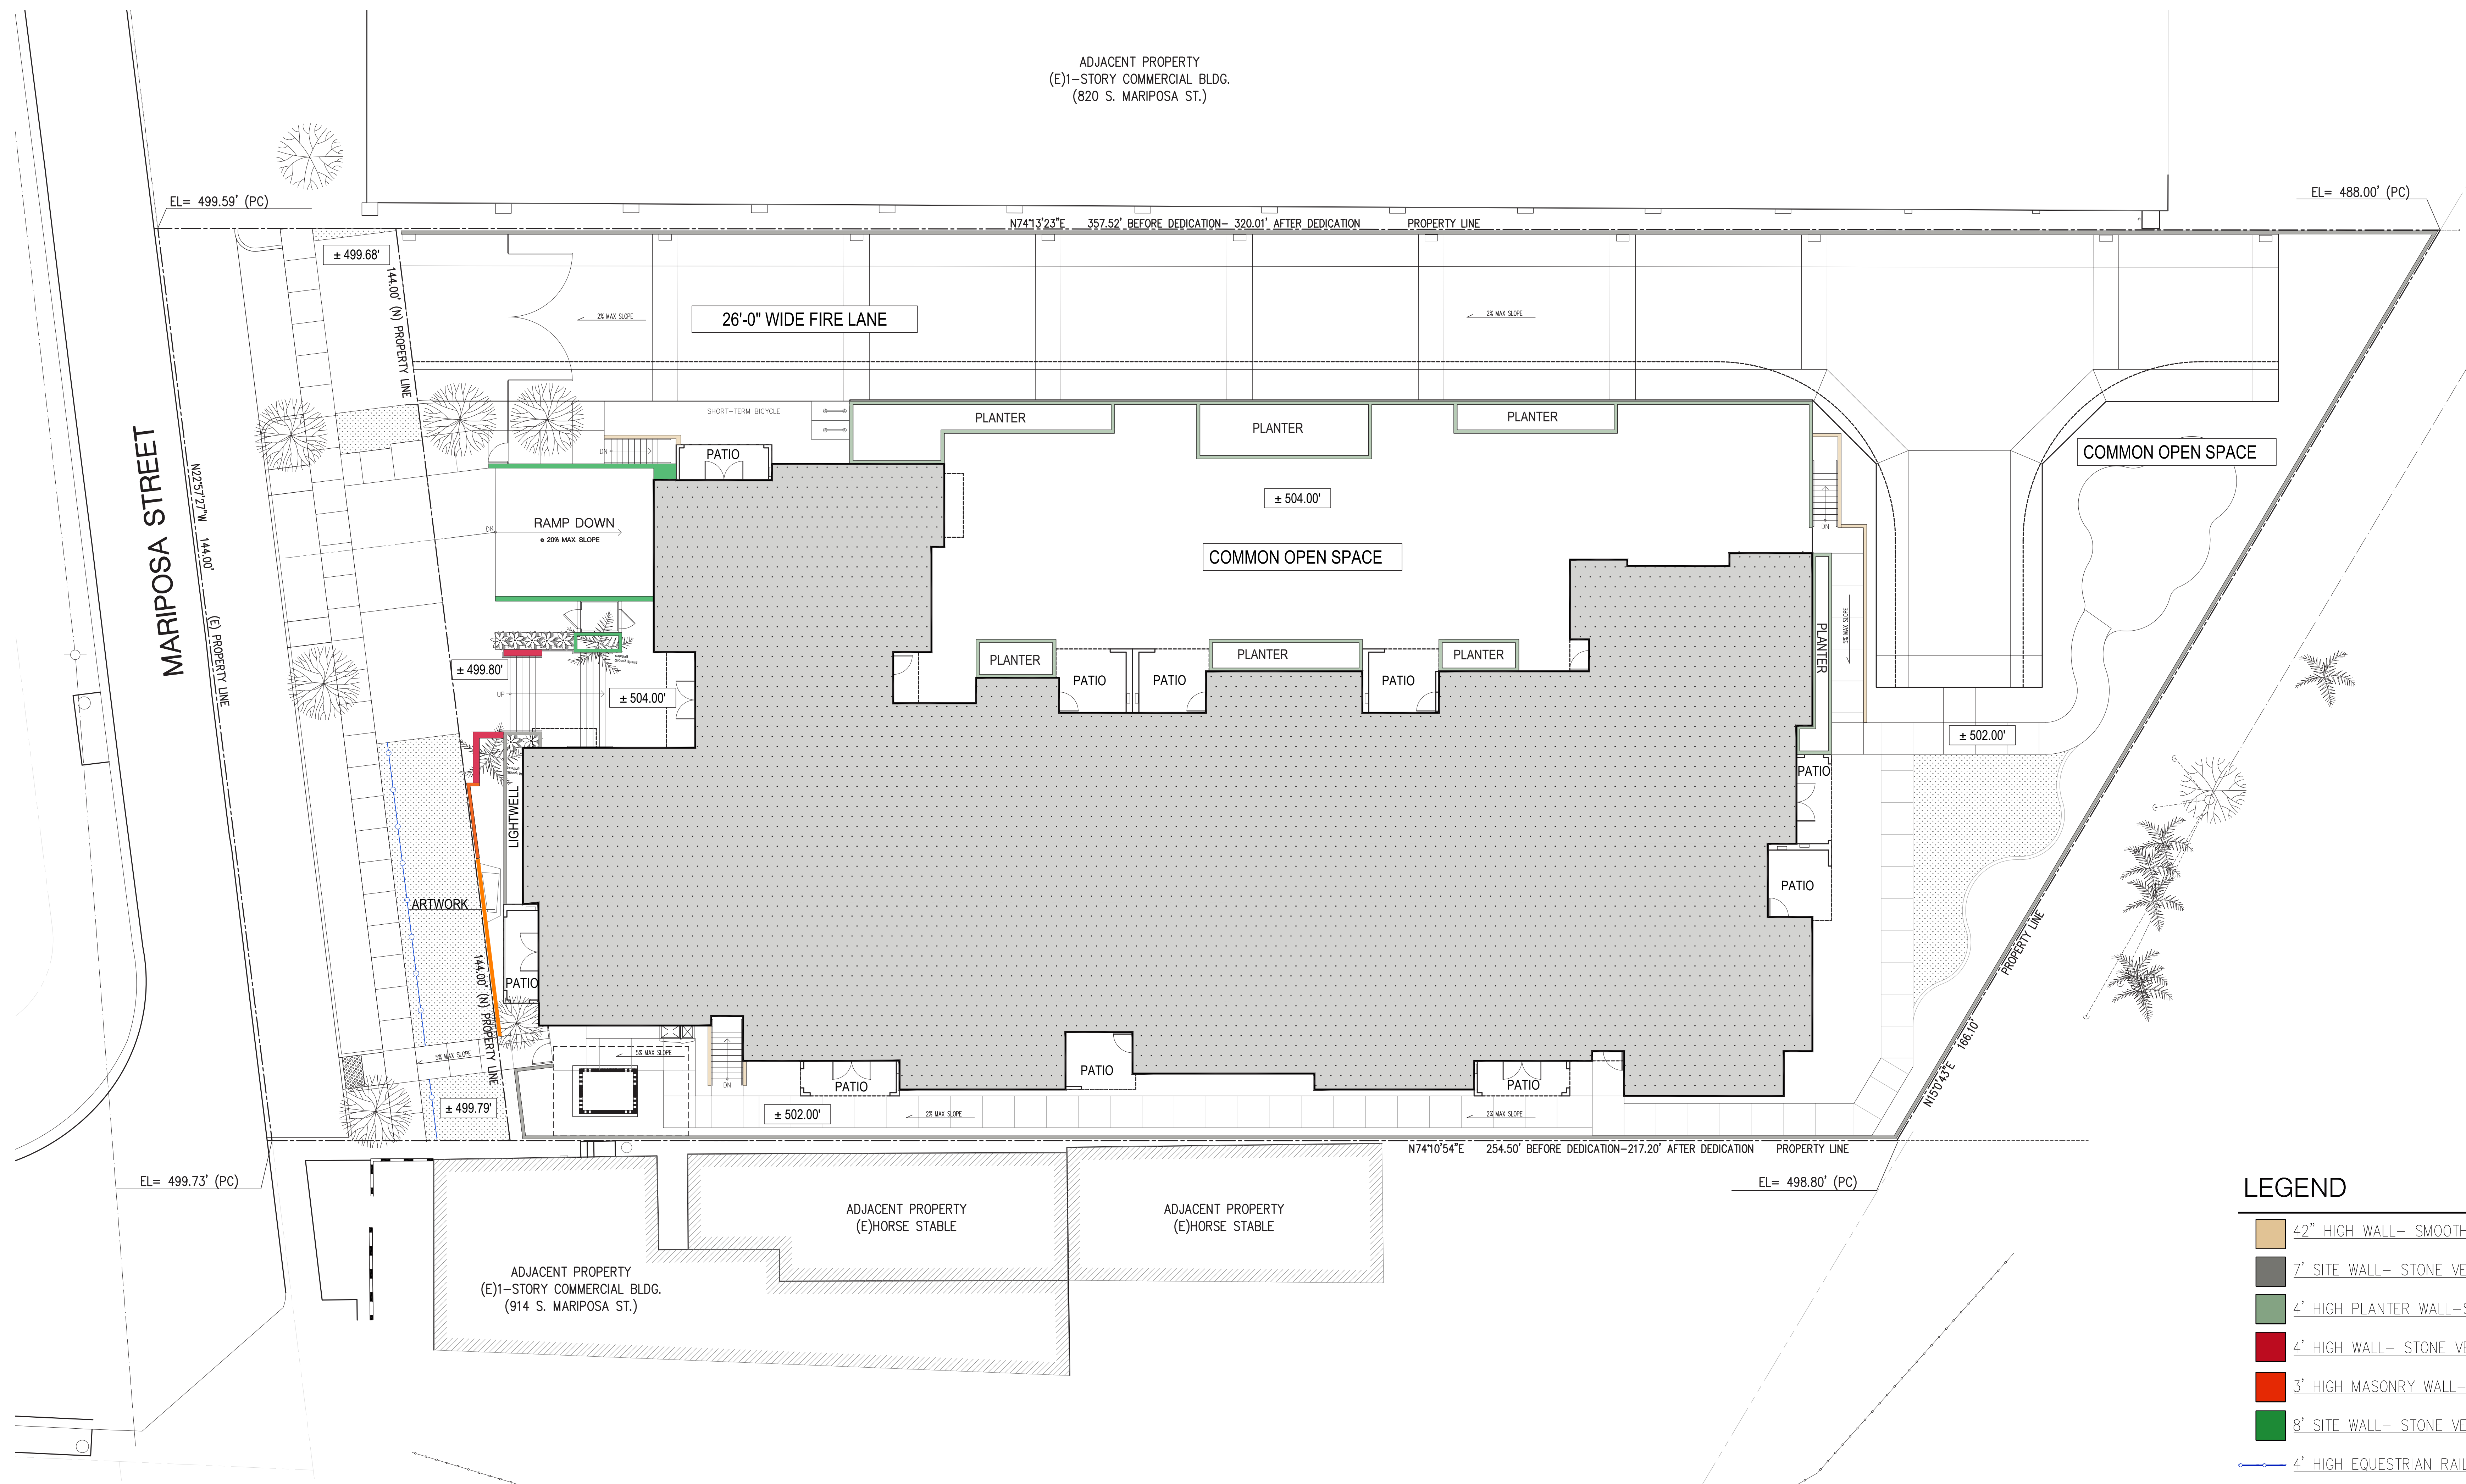 ADJACENT PROPERTY
(E)1-STORY COMMERCIAL BLDG.
(820 S. MARIPOSA ST.)
EL= 499.59' (PC)
EL= 488.00' (PC)
N74°13'23"E 357.52' BEFORE DEDICATION- 320.01' AFTER DEDICATION PROPERTY LINE
± 499.68'
144.00' (N) PROPERTY LINE
26'-0" WIDE FIRE LANE
2% MAX SLOPE
2% MAX SLOPE
MARIPOSA STREET
N22°57'27"W 144.00' (E) PROPERTY LINE
SHORT-TERM BICYCLE
PLANTER
PLANTER
PLANTER
COMMON OPEN SPACE
DN
PATIO
± 504.00'
RAMP DOWN
@ 20% MAX. SLOPE
DN
DN
COMMON OPEN SPACE
5% MAX SLOPE
PLANTER
± 499.80'
UP
± 504.00'
PLANTER
PLANTER
PLANTER
PATIO
PATIO
PATIO
± 502.00'
LIGHTWELL
PATIO
PATIO
ARTWORK
PATIO
144.00' (N) PROPERTY LINE
PROPERTY LINE
N15°0'43"E 166.10'
5% MAX SLOPE
5% MAX SLOPE
DN
PATIO
PATIO
PATIO
± 499.79'
± 502.00'
2% MAX SLOPE
2% MAX SLOPE
N74°10'54"E 254.50' BEFORE DEDICATION-217.20' AFTER DEDICATION PROPERTY LINE
EL= 499.73' (PC)
EL= 498.80' (PC)
ADJACENT PROPERTY
(E)HORSE STABLE
ADJACENT PROPERTY
(E)HORSE STABLE
ADJACENT PROPERTY
(E)1-STORY COMMERCIAL BLDG.
(914 S. MARIPOSA ST.)
LEGEND
42" HIGH WALL- SMOOTH
7' SITE WALL- STONE VE
4' HIGH PLANTER WALL-S
4' HIGH WALL- STONE VE
3' HIGH MASONRY WALL-
8' SITE WALL- STONE VE
4' HIGH EQUESTRIAN RAIL